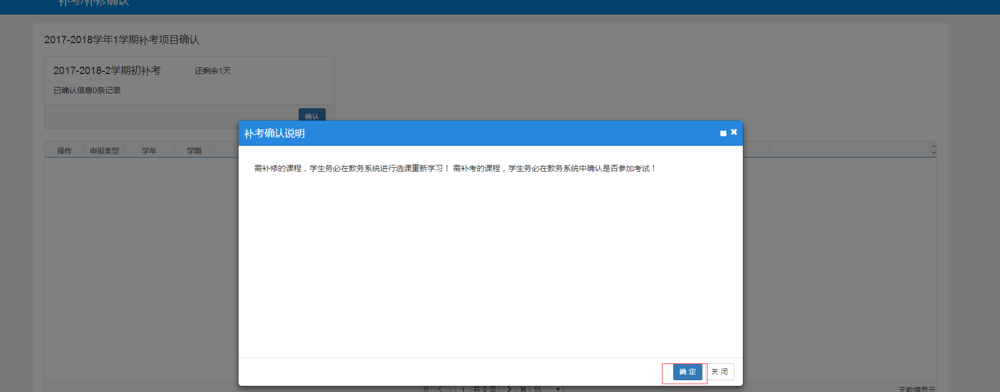 补考/补修确认
2017-2018学年1学期补考项目确认
2017-2018-2学期初补考 还剩余1天
已确认信息0条记录
确认
补考确认说明
操作 申报类型 学年 学期
需补修的课程，学生务必在教务系统进行选课重新学习！ 需补考的课程，学生务必在教务系统中确认是否参加考试！
确 定 关 闭
1 共 0 页 15 无数据显示